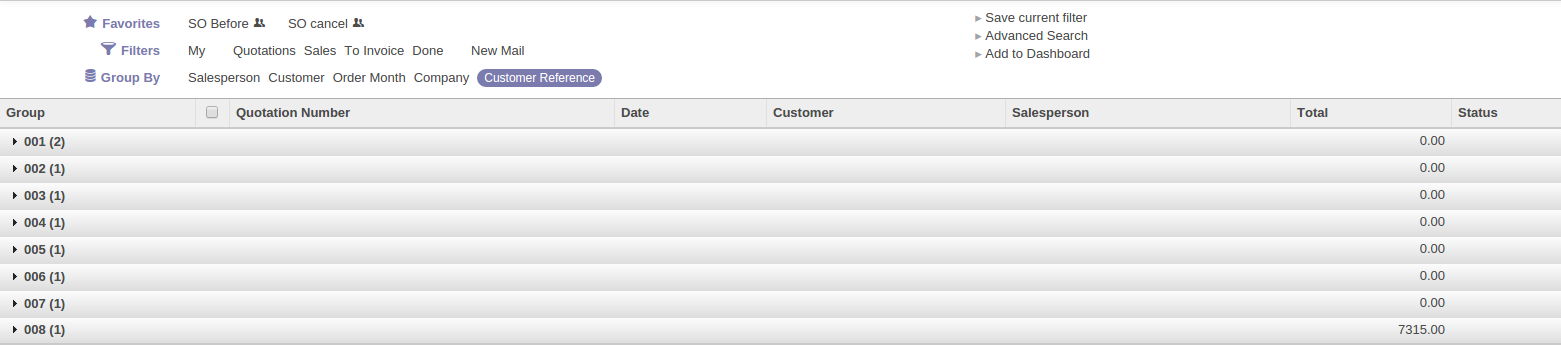 Favorites SO Before SO cancel
Filters My Quotations Sales To Invoice Done New Mail
Group By Salesperson Customer Order Month Company Customer Reference
Save current filter
Advanced Search
Add to Dashboard
Group Quotation Number Date Customer Salesperson Total Status
001 (2) 0.00
002 (1) 0.00
003 (1) 0.00
004 (1) 0.00
005 (1) 0.00
006 (1) 0.00
007 (1) 0.00
008 (1) 7315.00